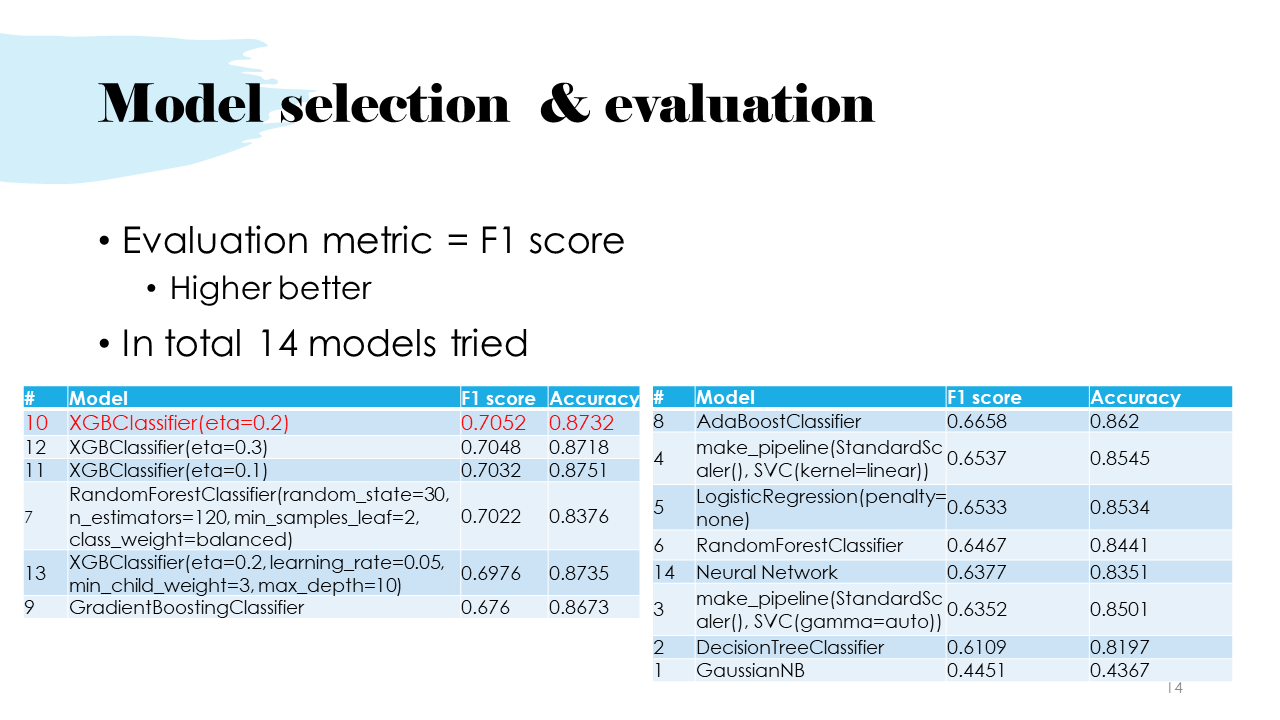 Model selection & evaluation
• Evaluation metric = F1 score
• Higher better
• In total 14 models tried
# Model F1 score Accuracy
10 XGBClassifier(eta=0.2) 0.7052 0.8732
12 XGBClassifier(eta=0.3) 0.7048 0.8718
11 XGBClassifier(eta=0.1) 0.7032 0.8751
RandomForestClassifier(random_state=30,
7 n_estimators=120, min_samples_leaf=2, 0.7022 0.8376
class_weight=balanced)
13 XGBClassifier(eta=0.2, learning_rate=0.05, 0.6976 0.8735
min_child_weight=3, max_depth=10)
9 GradientBoostingClassifier 0.676 0.8673
# Model F1 score Accuracy
8 AdaBoostClassifier 0.6658 0.862
4 make_pipeline(StandardSc 0.6537 0.8545
aler(), SVC(kernel=linear))
5 LogisticRegression(penalty= 0.6533 0.8534
none)
6 RandomForestClassifier 0.6467 0.8441
14 Neural Network 0.6377 0.8351
3 make_pipeline(StandardSc 0.6352 0.8501
aler(), SVC(gamma=auto))
2 DecisionTreeClassifier 0.6109 0.8197
1 GaussianNB 0.4451 0.4367
14